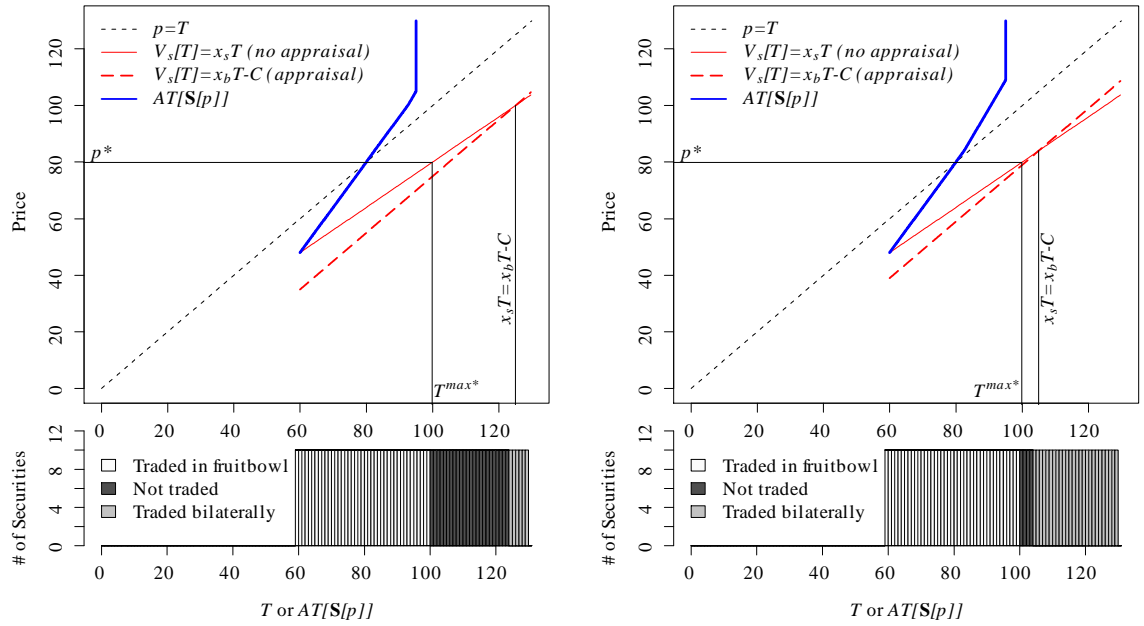 p=T
V_s[T]=x_sT (no appraisal)
V_s[T]=x_bT-C (appraisal)
AT[S[p]]
Price
0 20 40 60 80 100 120
p*
T^max*
x_sT=x_bT-C
0 20 40 60 80 100 120
# of Securities
0 4 8 12
Traded in fruitbowl
Not traded
Traded bilaterally
0 20 40 60 80 100 120
T or AT[S[p]]
p=T
V_s[T]=x_sT (no appraisal)
V_s[T]=x_bT-C (appraisal)
AT[S[p]]
Price
0 20 40 60 80 100 120
p*
T^max*
x_sT=x_bT-C
0 20 40 60 80 100 120
# of Securities
0 4 8 12
Traded in fruitbowl
Not traded
Traded bilaterally
0 20 40 60 80 100 120
T or AT[S[p]]